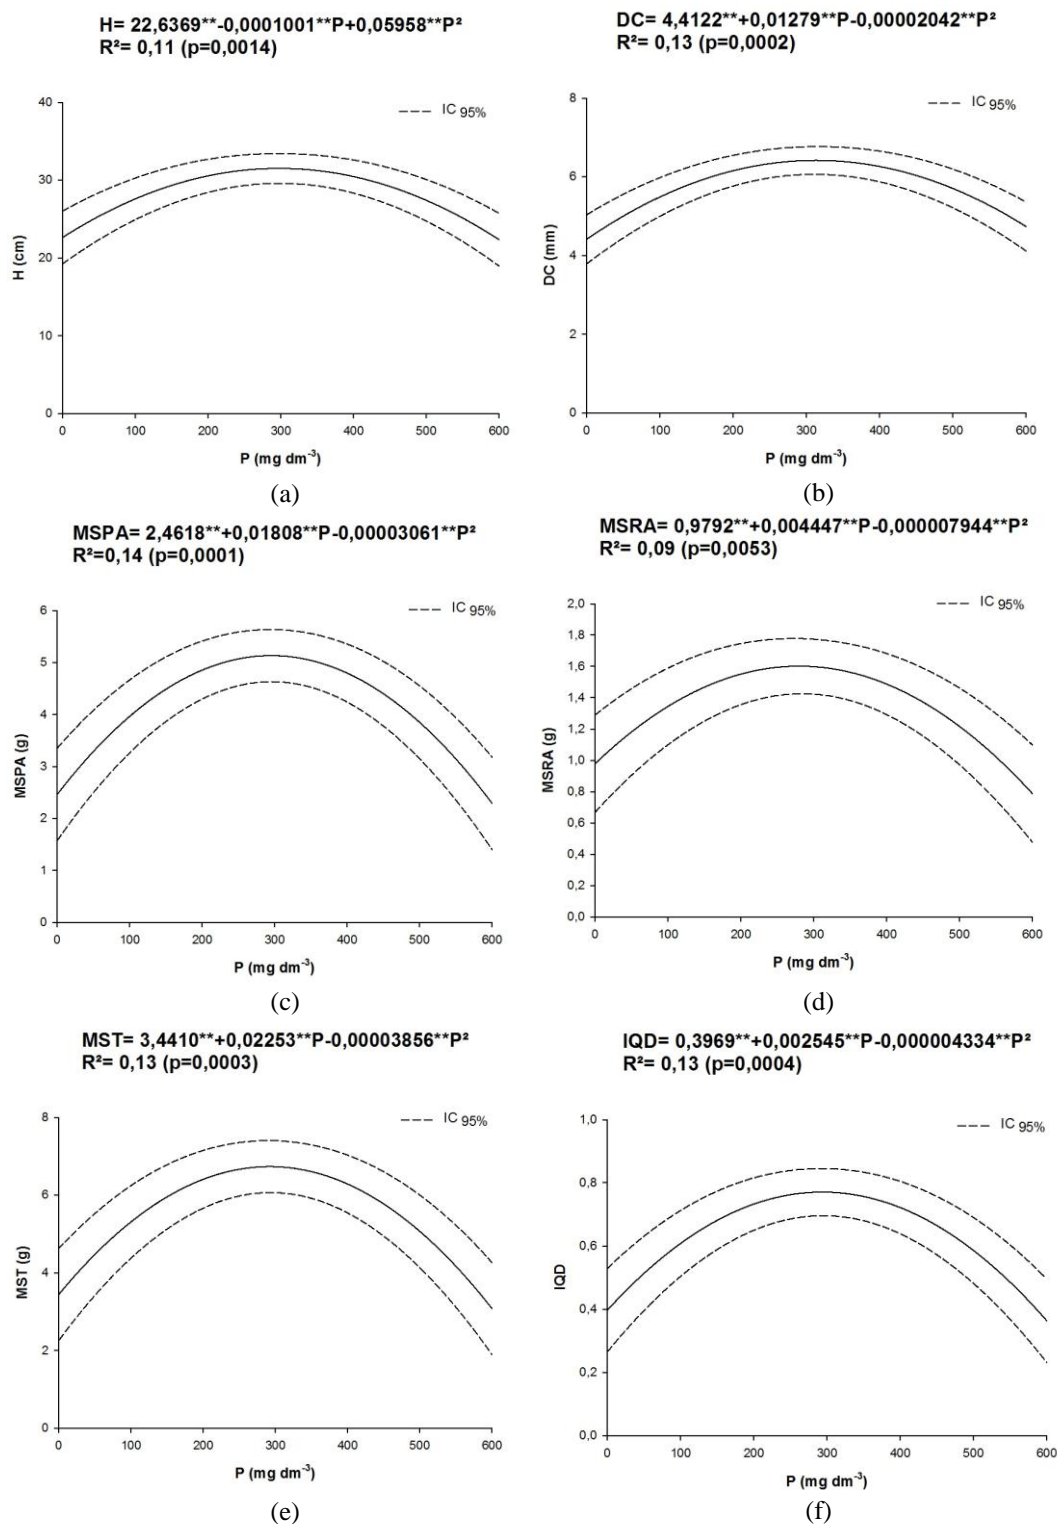 H= 22,6369**-0,0001001**P+0,05958**P²
R²= 0,11 (p=0,0014)
IC 95%
40
30
20
10
0
H (cm)
0 100 200 300 400 500 600
P (mg dm-3)
(a)
DC= 4,4122**+0,01279**P-0,00002042**P²
R²= 0,13 (p=0,0002)
IC 95%
8
6
4
2
0
DC (mm)
0 100 200 300 400 500 600
P (mg dm-3)
(b)
MSPA= 2,4618**+0,01808**P-0,00003061**P²
R²=0,14 (p=0,0001)
IC 95%
6
5
4
3
2
1
0
MSPA (g)
0 100 200 300 400 500 600
P (mg dm-3)
(c)
MSRA= 0,9792**+0,004447**P-0,000007944**P²
R²= 0,09 (p=0,0053)
IC 95%
2,0
1,8
1,6
1,4
1,2
1,0
0,8
0,6
0,4
0,2
0,0
MSRA (g)
0 100 200 300 400 500 600
P (mg dm-3)
(d)
MST= 3,4410**+0,02253**P-0,00003856**P²
R²= 0,13 (p=0,0003)
IC 95%
8
6
4
2
0
MST (g)
0 100 200 300 400 500 600
P (mg dm-3)
(e)
IQD= 0,3969**+0,002545**P-0,000004334**P²
R²= 0,13 (p=0,0004)
IC 95%
1,0
0,8
0,6
0,4
0,2
0,0
IQD
0 100 200 300 400 500 600
P (mg dm-3)
(f)